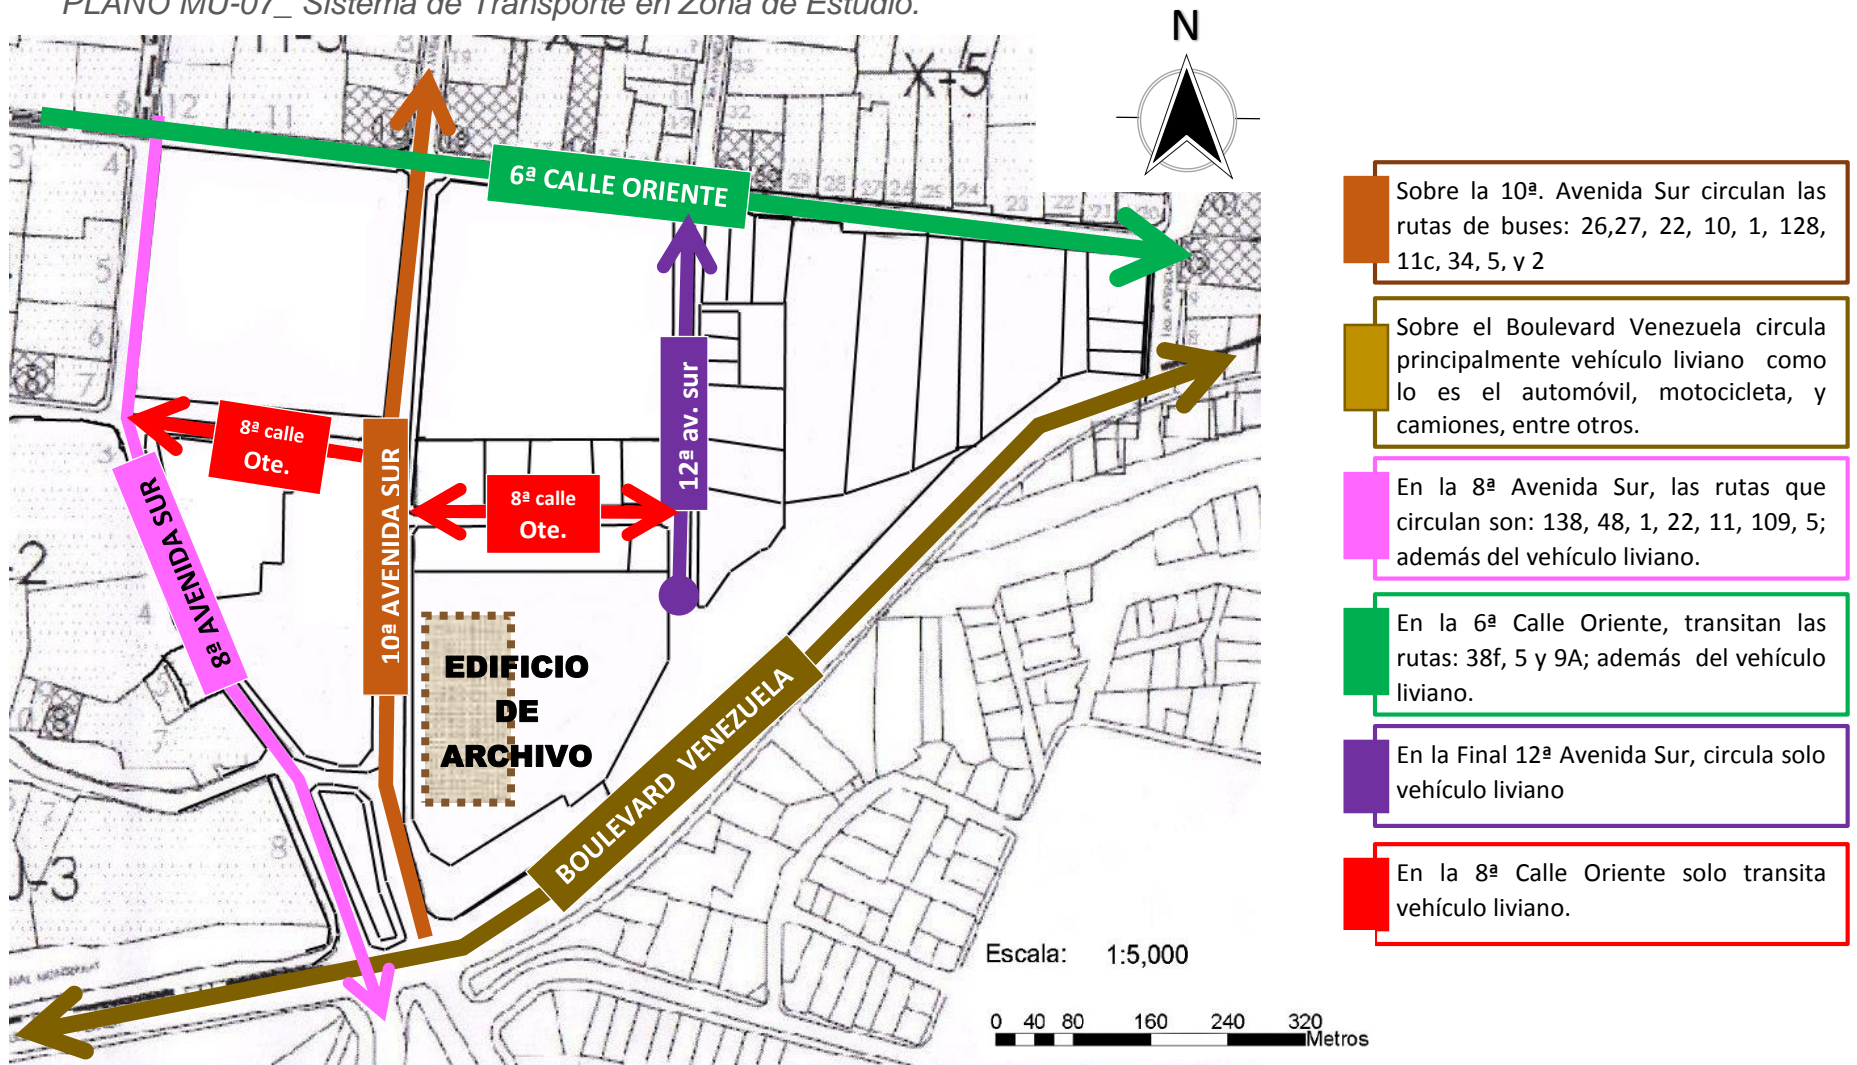 PLANO MU-07_ Sistema de Transporte en Zona de Estudio.
N
X-5
6ª CALLE ORIENTE
12ª av. sur
8ª calle
Ote.
8ª calle
Ote.
10ª AVENIDA SUR
8ª AVENIDA SUR
EDIFICIO
DE
ARCHIVO
BOULEVARD VENEZUELA
Escala: 1:5,000
0 40 80 160 240 320
Metros
Sobre la 10ª. Avenida Sur circulan las
rutas de buses: 26,27, 22, 10, 1, 128,
11c, 34, 5, y 2
Sobre el Boulevard Venezuela circula
principalmente vehículo liviano como
lo es el automóvil, motocicleta, y
camiones, entre otros.
En la 8ª Avenida Sur, las rutas que
circulan son: 138, 48, 1, 22, 11, 109, 5;
además del vehículo liviano.
En la 6ª Calle Oriente, transitan las
rutas: 38f, 5 y 9A; además del vehículo
liviano.
En la Final 12ª Avenida Sur, circula solo
vehículo liviano
En la 8ª Calle Oriente solo transita
vehículo liviano.